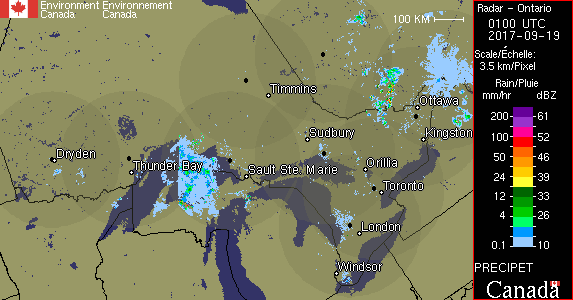 Environment Environnement
Canada Canada
100 KM
Radar - Ontario
0100 UTC
2017-09-19
Scale/Échelle:
3.5 km/Pixel
Rain/Pluie
mm/hr dBZ
200 61
100 52
50 46
24 39
12 33
4 26
0.1 10
PRECIPET
Canada
Timmins
Ottawa
Sudbury
Kingston
Dryden
Thunder Bay
Sault Ste. Marie
Orillia
Toronto
London
Windsor